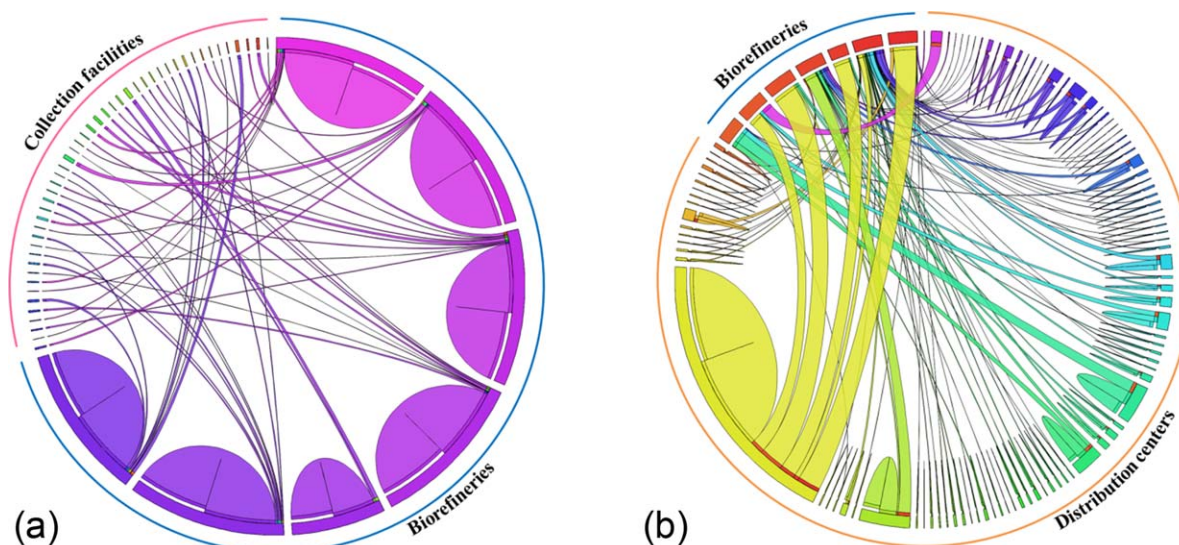 Collection facilities
Biorefineries
(a)
Biorefineries
Distribution centers
(b)